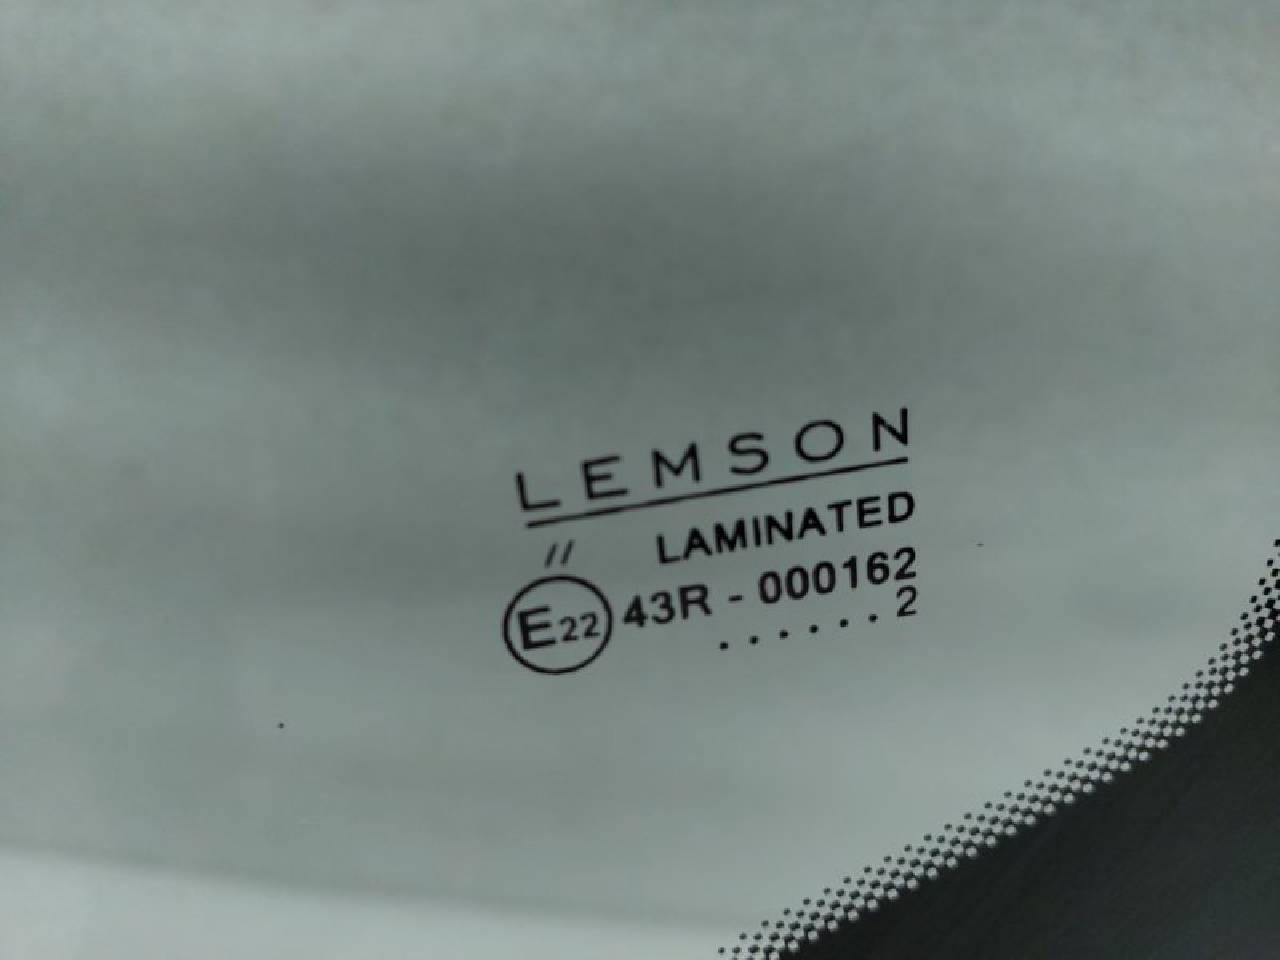 LEMSON
// LAMINATED
E22 43R - 000162
. . . . . . 2